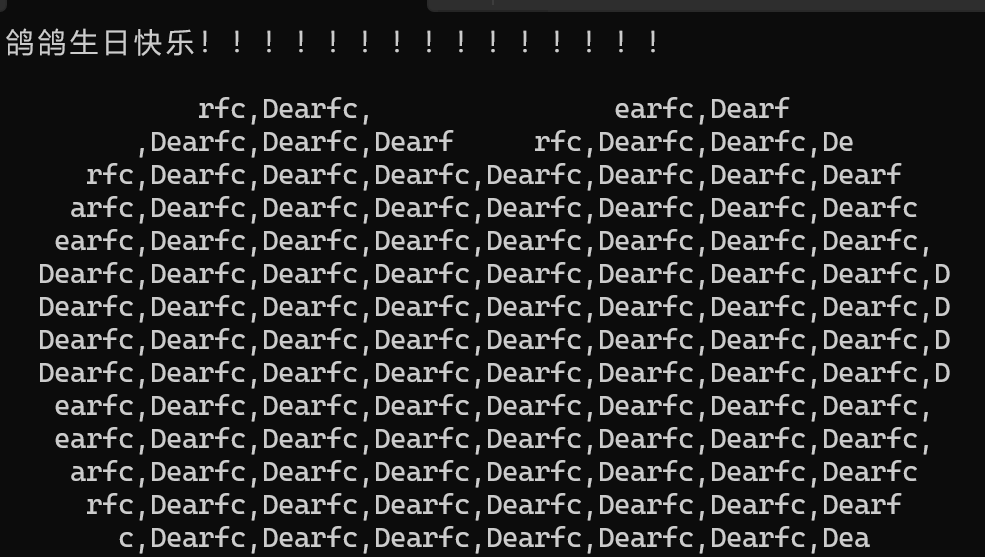 鸽鸽生日快乐！！！！！！！！！！！！！！！
rfc,Dearfc, earfc,Dearf
,Dearfc,Dearfc,Dearf rfc,Dearfc,Dearfc,De
rfc,Dearfc,Dearfc,Dearfc,Dearfc,Dearfc,Dearfc,Dearf
arfc,Dearfc,Dearfc,Dearfc,Dearfc,Dearfc,Dearfc,Dearfc
earfc,Dearfc,Dearfc,Dearfc,Dearfc,Dearfc,Dearfc,Dearfc,
Dearfc,Dearfc,Dearfc,Dearfc,Dearfc,Dearfc,Dearfc,Dearfc,D
Dearfc,Dearfc,Dearfc,Dearfc,Dearfc,Dearfc,Dearfc,Dearfc,D
Dearfc,Dearfc,Dearfc,Dearfc,Dearfc,Dearfc,Dearfc,Dearfc,D
Dearfc,Dearfc,Dearfc,Dearfc,Dearfc,Dearfc,Dearfc,Dearfc,D
earfc,Dearfc,Dearfc,Dearfc,Dearfc,Dearfc,Dearfc,Dearfc,
earfc,Dearfc,Dearfc,Dearfc,Dearfc,Dearfc,Dearfc,Dearfc,
arfc,Dearfc,Dearfc,Dearfc,Dearfc,Dearfc,Dearfc,Dearfc
rfc,Dearfc,Dearfc,Dearfc,Dearfc,Dearfc,Dearfc,Dearf
c,Dearfc,Dearfc,Dearfc,Dearfc,Dearfc,Dearfc,Dea